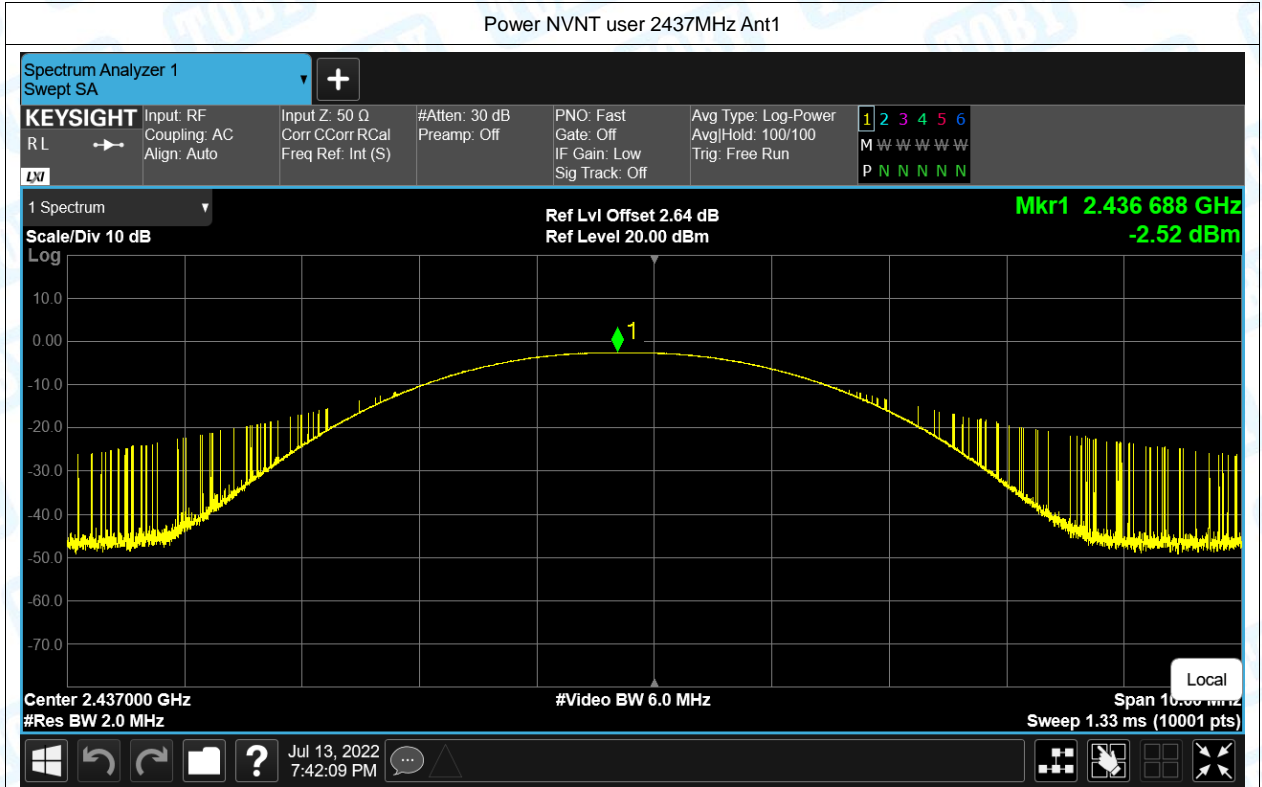 Power NVNT user 2437MHz Ant1
Spectrum Analyzer 1
Swept SA
KEYSIGHT
RL
LXI
Input: RF
Coupling: AC
Align: Auto
Input Z: 50 Ω
Corr CCorr RCal
Freq Ref: Int (S)
#Atten: 30 dB
Preamp: Off
PNO: Fast
Gate: Off
IF Gain: Low
Sig Track: Off
Avg Type: Log-Power
Avg|Hold: 100/100
Trig: Free Run
1 2 3 4 5 6
M W W W W W
P N N N N N
1 Spectrum
Scale/Div 10 dB
Ref Lvl Offset 2.64 dB
Ref Level 20.00 dBm
Mkr1 2.436 688 GHz
-2.52 dBm
Log
10.0
0.00
-10.0
-20.0
-30.0
-40.0
-50.0
-60.0
-70.0
1
Local
Center 2.437000 GHz
#Video BW 6.0 MHz
Span 10.00 MHz
#Res BW 2.0 MHz
Sweep 1.33 ms (10001 pts)
?
Jul 13, 2022
7:42:09 PM
TOBY